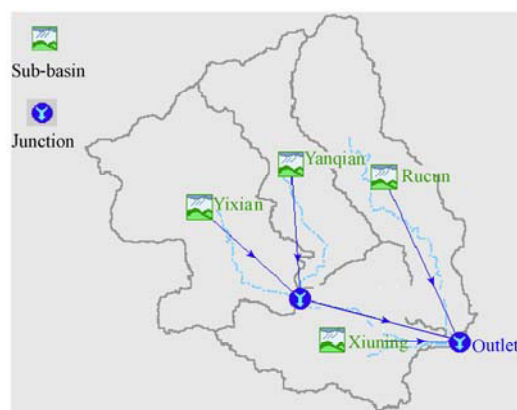 Sub-basin
Junction
Yanqian
Rucun
Yixian
Xiuning
Outlet